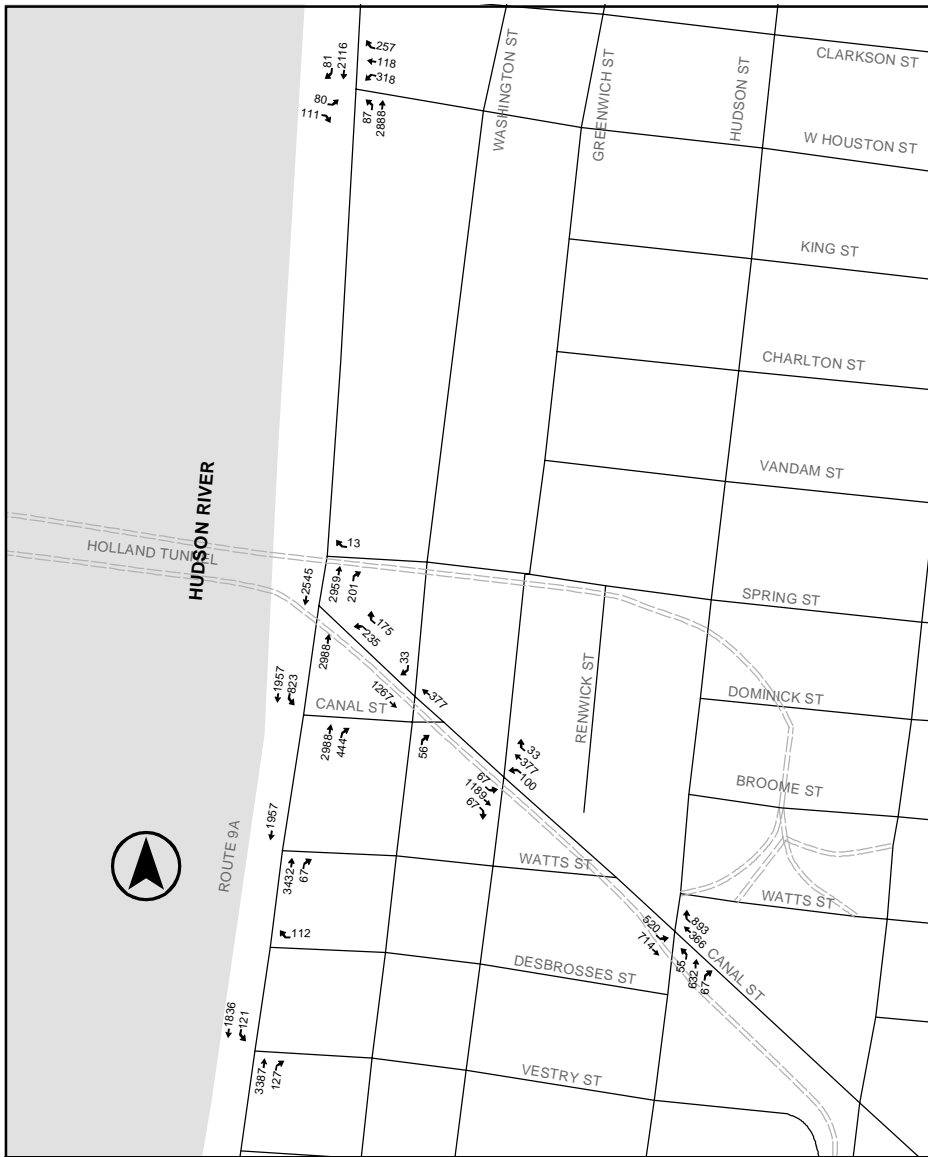 CLARKSON ST
WASHINGTON ST
GREENWICH ST
HUDSON ST
81
2116
257
118
318
80
111
87
2888
W HOUSTON ST
KING ST
CHARLTON ST
VANDAM ST
HUDSON RIVER
HOLLAND TUNNEL
13
2545
2959
201
SPRING ST
175
235
2988
33
1267
377
1957
823
CANAL ST
RENWICK ST
DOMINICK ST
2988
444
56
33
377
100
67
1189
67
BROOME ST
1957
ROUTE 9A
3432
67
WATTS ST
WATTS ST
112
520
714
893
366
55
632
67
CANAL ST
DESBROSSES ST
1836
121
3387
127
VESTRY ST